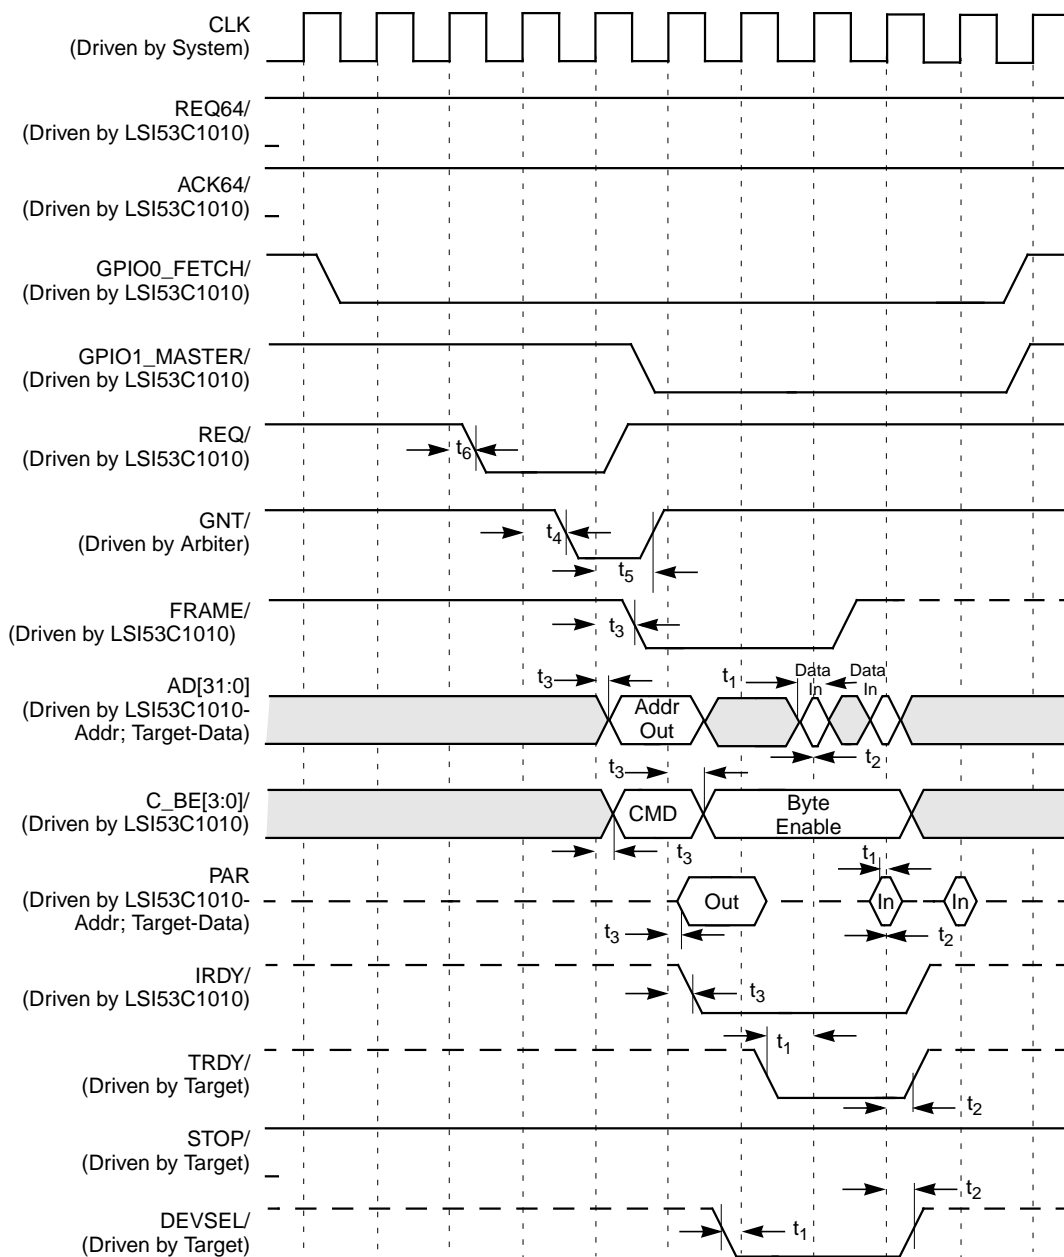 CLK
(Driven by System)
REQ64/
(Driven by LSI53C1010)
ACK64/
(Driven by LSI53C1010)
GPIO0_FETCH/
(Driven by LSI53C1010)
GPIO1_MASTER/
(Driven by LSI53C1010)
REQ/
(Driven by LSI53C1010)
t6
GNT/
(Driven by Arbiter)
t4
t5
FRAME/
(Driven by LSI53C1010)
t3
AD[31:0]
(Driven by LSI53C1010-
Addr; Target-Data)
t3
Addr
Out
t1
Data
In
Data
In
t2
C_BE[3:0]/
(Driven by LSI53C1010)
t3
CMD
Byte
Enable
t3
PAR
(Driven by LSI53C1010-
Addr; Target-Data)
t1
Out
In
In
t3
t2
IRDY/
(Driven by LSI53C1010)
t3
TRDY/
(Driven by Target)
t1
t2
STOP/
(Driven by Target)
t2
DEVSEL/
(Driven by Target)
t1